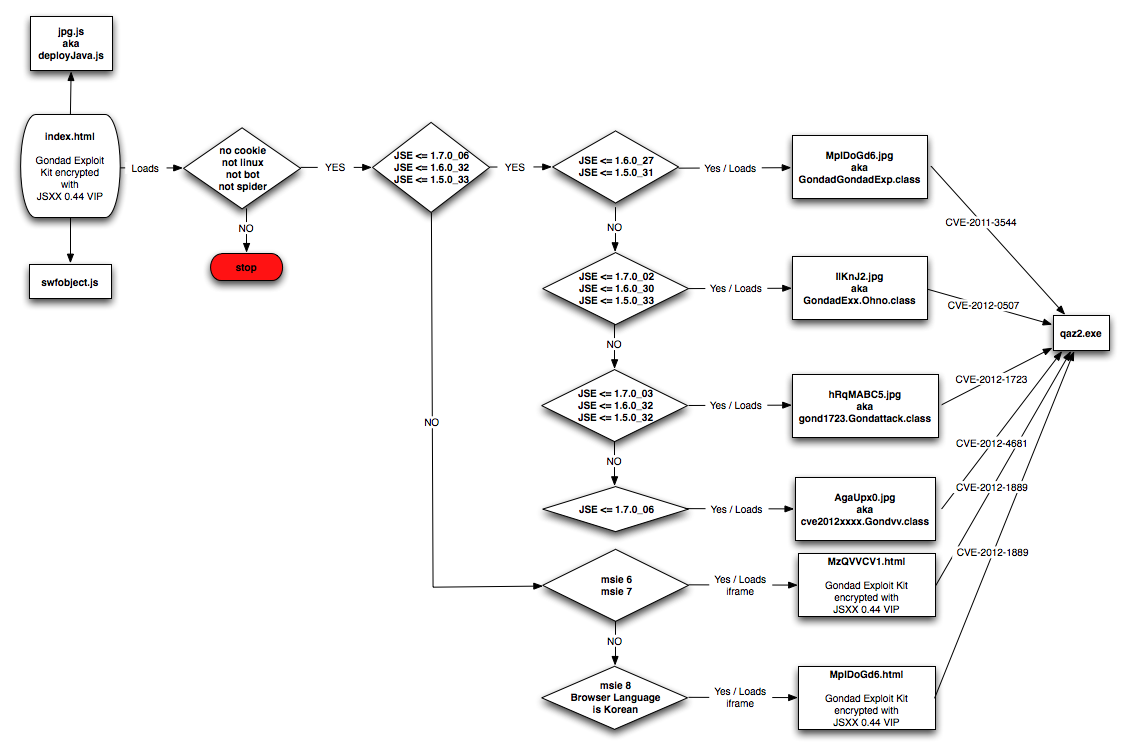 jpg.js
aka
deployJava.js
index.html
Gondad Exploit
Kit encrypted
with
JSXX 0.44 VIP
swfobject.js
Loads
no cookie
not linux
not bot
not spider
NO
stop
YES
JSE <= 1.7.0_06
JSE <= 1.6.0_32
JSE <= 1.5.0_33
YES
NO
JSE <= 1.6.0_27
JSE <= 1.5.0_31
Yes / Loads
MpIDoGd6.jpg
aka
GondadGondadExp.class
CVE-2011-3544
NO
JSE <= 1.7.0_02
JSE <= 1.6.0_30
JSE <= 1.5.0_33
Yes / Loads
IlKnJ2.jpg
aka
GondadExx.Ohno.class
CVE-2012-0507
qaz2.exe
NO
JSE <= 1.7.0_03
JSE <= 1.6.0_32
JSE <= 1.5.0_32
Yes / Loads
hRqMABC5.jpg
aka
gond1723.Gondattack.class
CVE-2012-1723
NO
JSE <= 1.7.0_06
Yes / Loads
AgaUpx0.jpg
aka
cve2012xxxx.Gondvv.class
CVE-2012-4681
msie 6
msie 7
Yes / Loads
iframe
MzQVVCV1.html
Gondad Exploit Kit
encrypted with
JSXX 0.44 VIP
CVE-2012-1889
NO
msie 8
Browser Language
is Korean
Yes / Loads
iframe
MpIDoGd6.html
Gondad Exploit Kit
encrypted with
JSXX 0.44 VIP
CVE-2012-1889